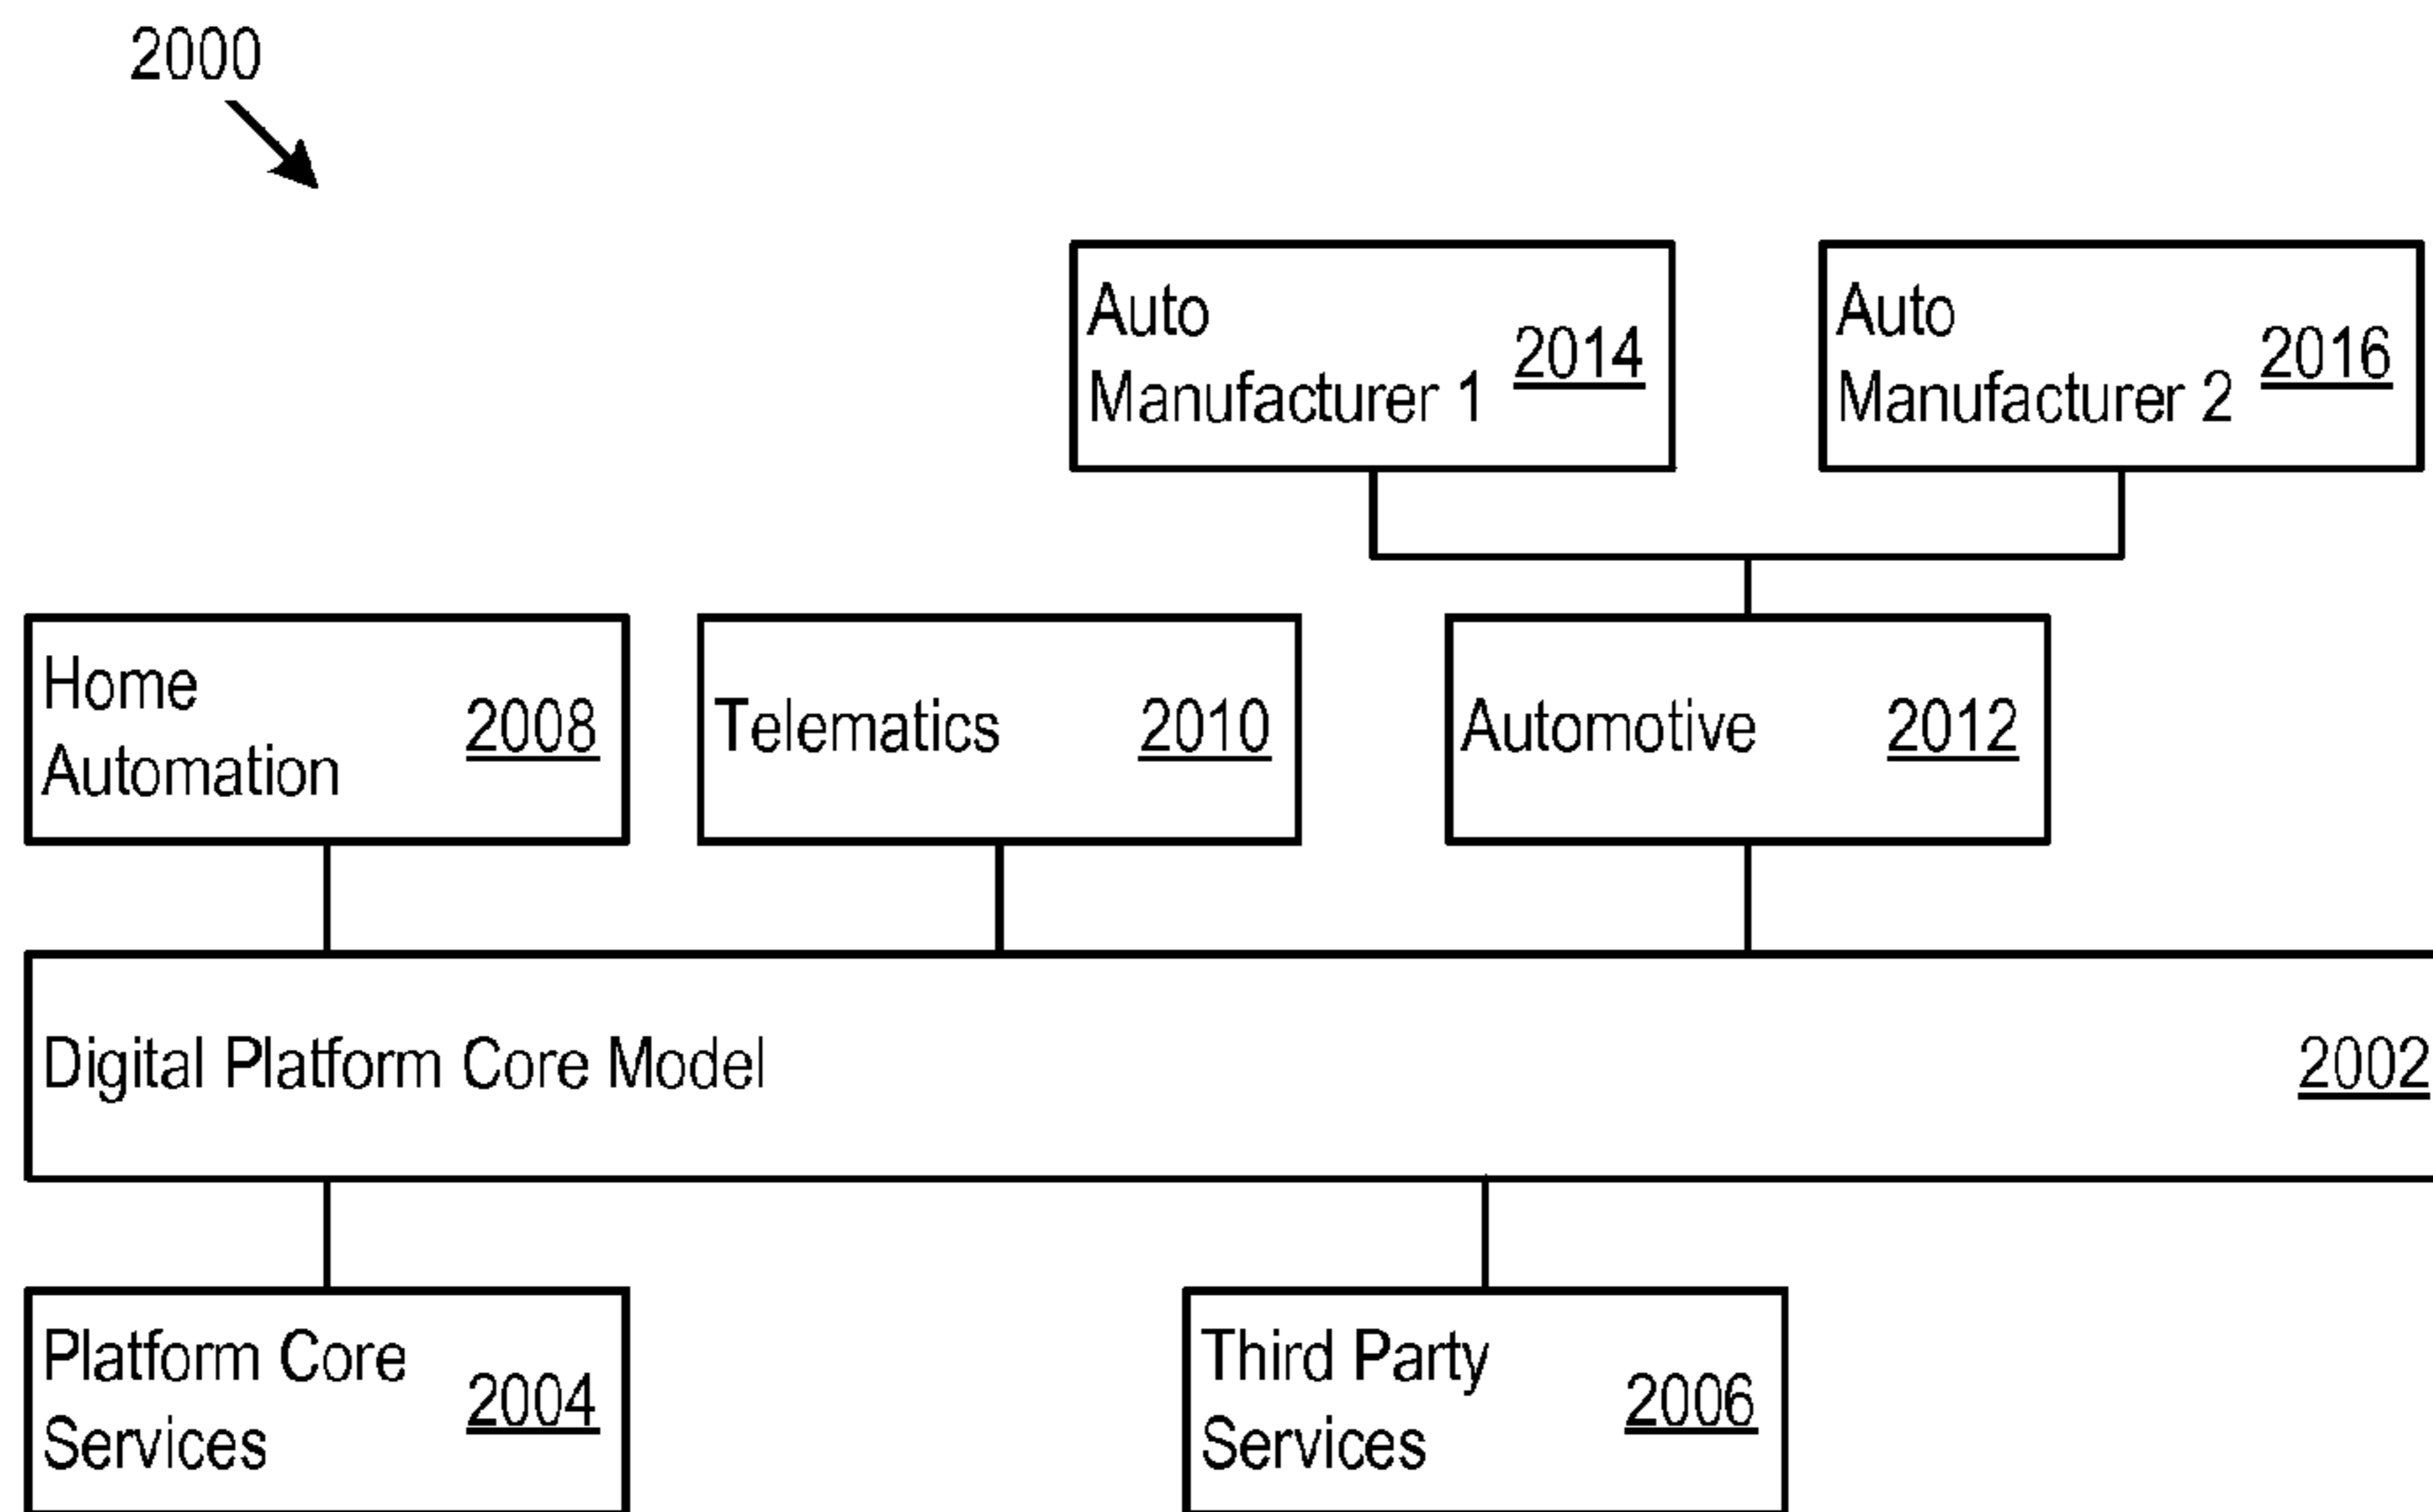 2000
Auto
Manufacturer 1
2014
Auto
Manufacturer 2
2016
Home
Automation
2008
Telematics
2010
Automotive
2012
Digital Platform Core Model
2002
Platform Core
Services
2004
Third Party
Services
2006